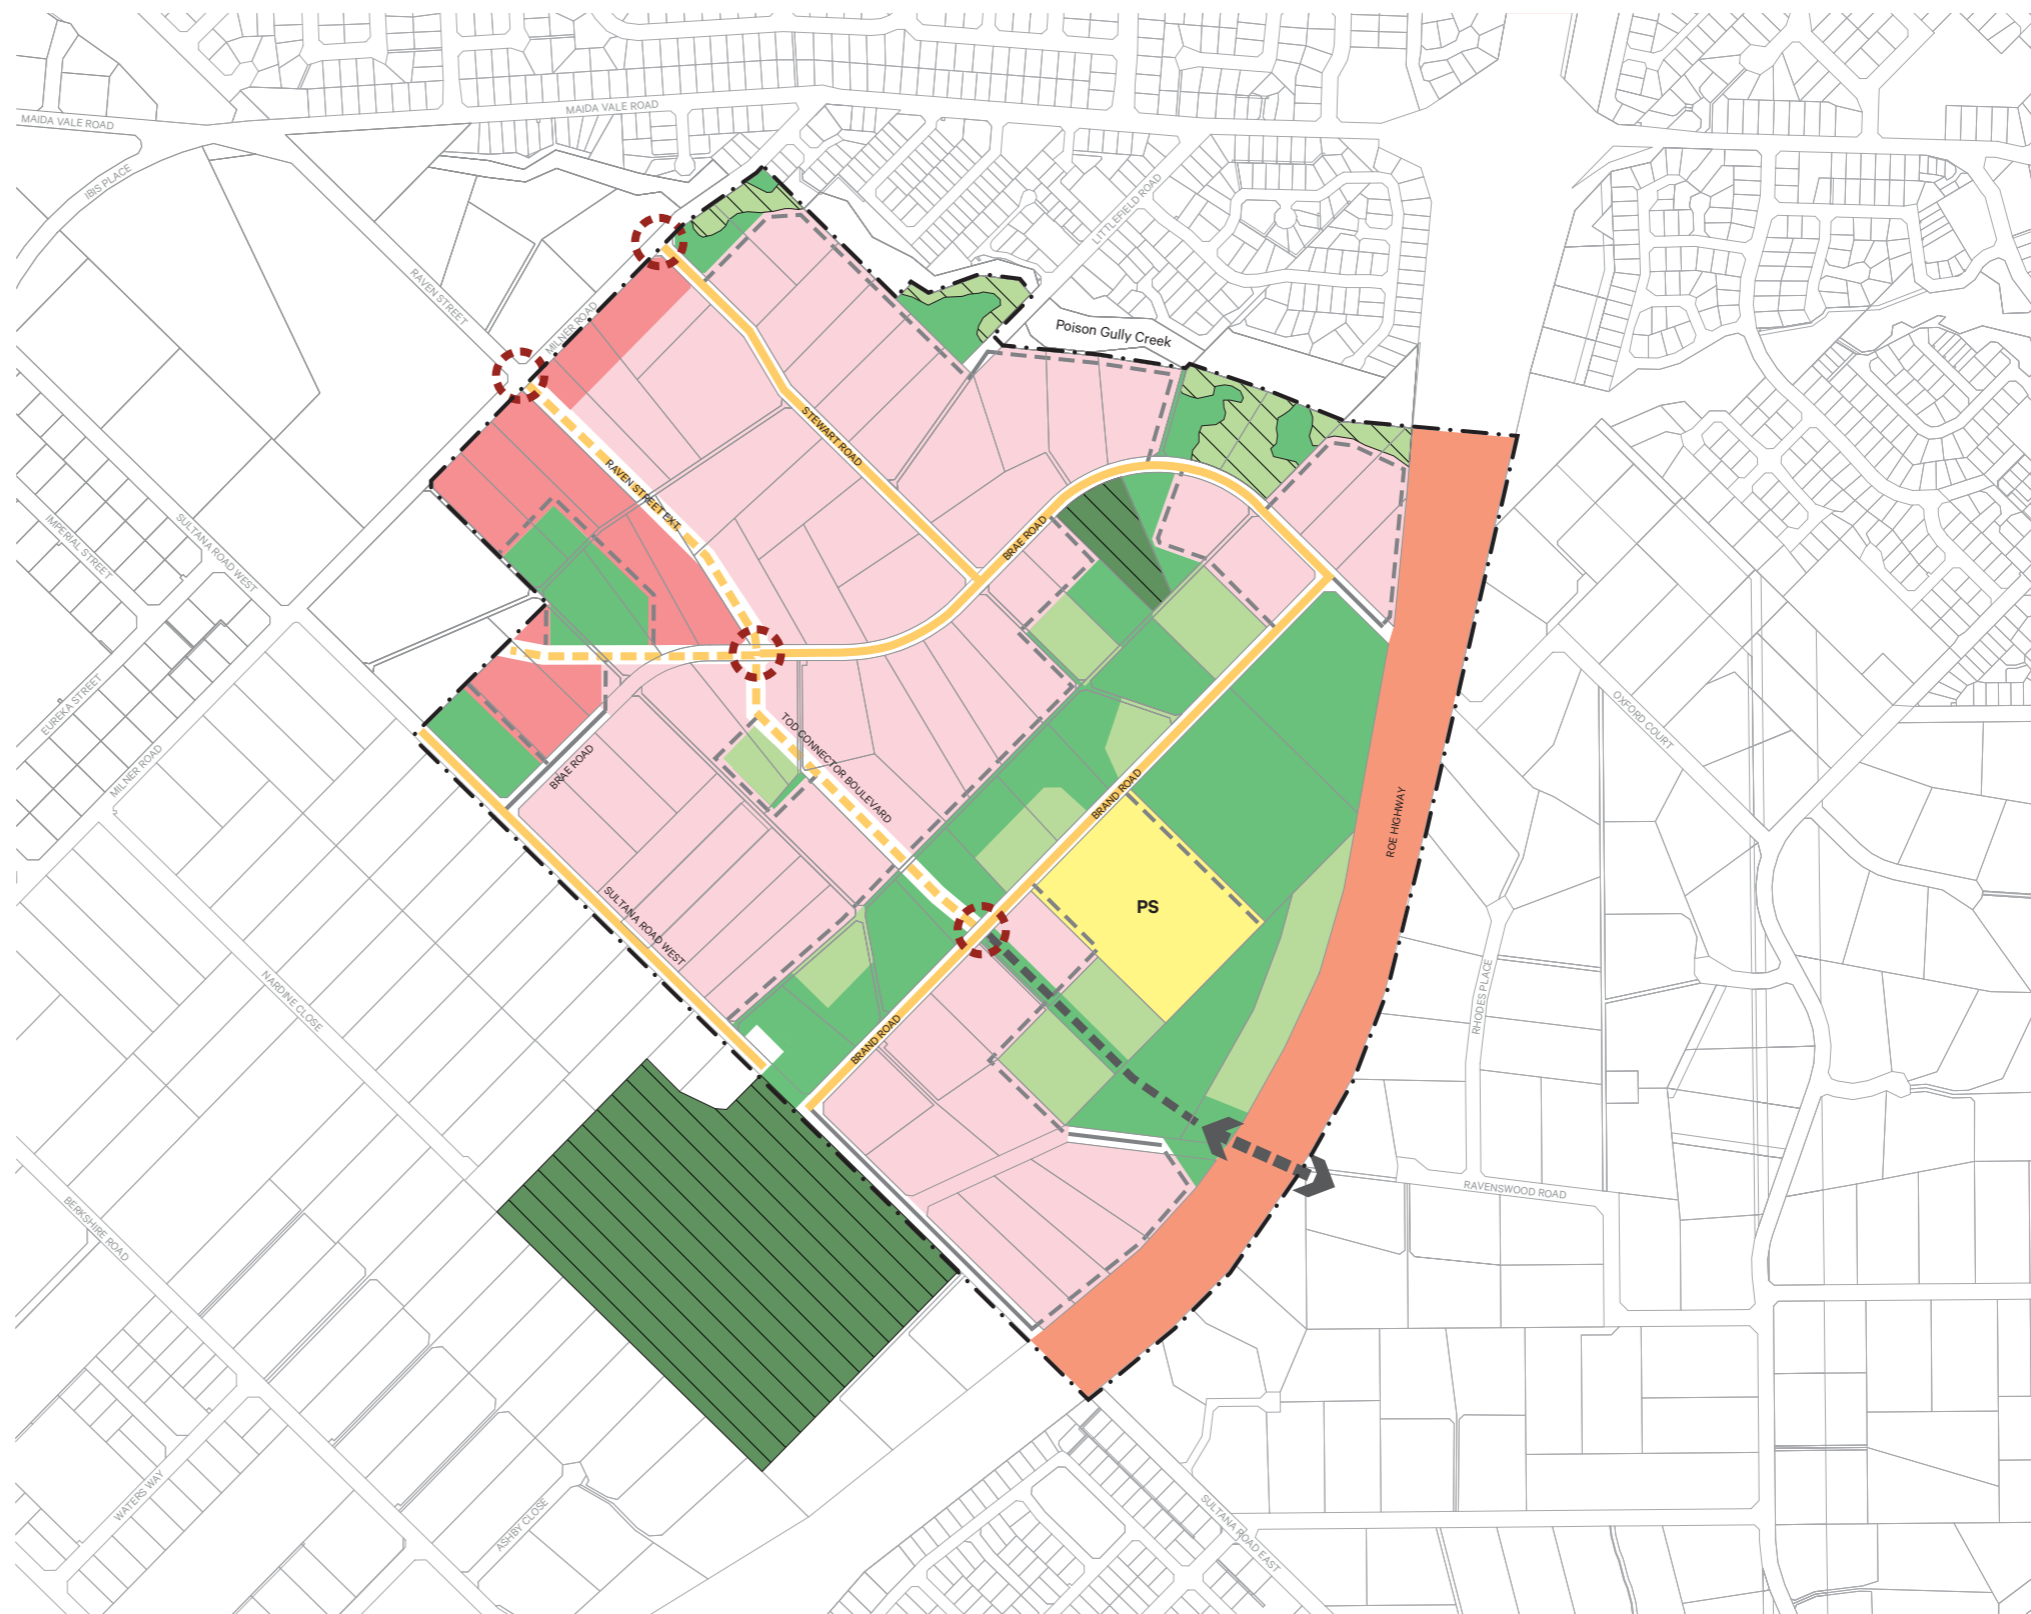 MAIDA VALE ROAD
MAIDA VALE ROAD
IBIS PLACE
LITTLEFIELD ROAD
RAVEN STREET
MILNER ROAD
Poison Gully Creek
STEWART ROAD
RAVEN STREET EXT.
BRAE ROAD
IMPERIAL STREET
SULTANA ROAD WEST
EUREKA STREET
MILNER ROAD
BRAE ROAD
TOD CONNECTOR BOULEVARD
BRAND ROAD
ROE HIGHWAY
OXFORD COURT
PS
SULTANA ROAD WEST
NARDINE CLOSE
BRAND ROAD
RHODES PLACE
RAVENSWOOD ROAD
BERKSHIRE ROAD
WATERS WAY
ASHBY CLOSE
SULTANA ROAD EAST